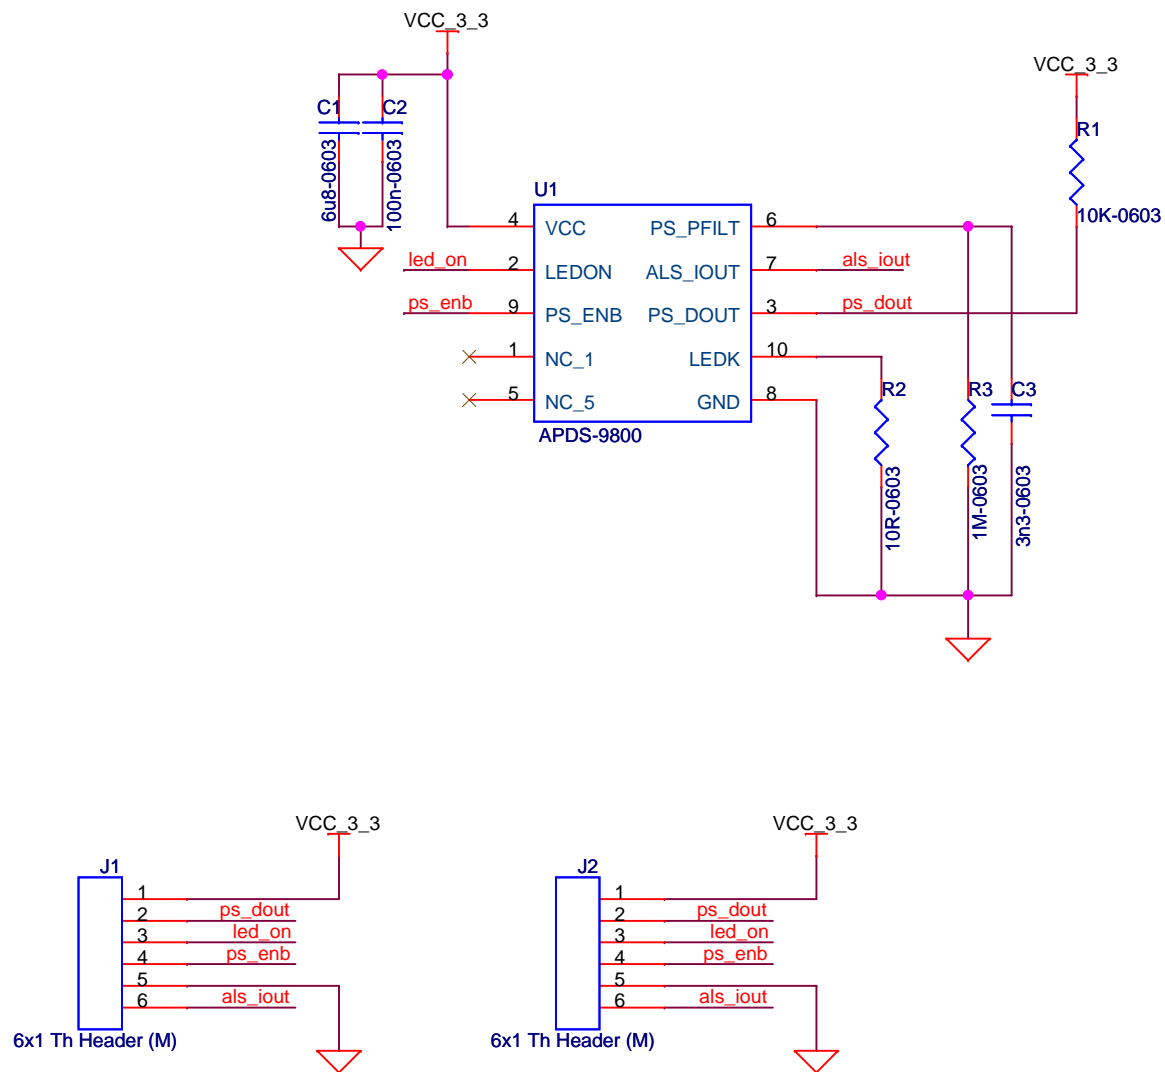 VCC_3_3
VCC_3_3
C1
C2
R1
6u8-0603
100n-0603
10K-0603
U1
4
VCC
PS_PFILT
6
led_on
2
LEDON
ALS_IOUT
7
als_iout
ps_enb
9
PS_ENB
PS_DOUT
3
ps_dout
1
NC_1
LEDK
10
5
NC_5
GND
8
R2
R3
C3
APDS-9800
10R-0603
1M-0603
3n3-0603
VCC_3_3
VCC_3_3
J1
1
2
ps_dout
3
led_on
4
ps_enb
5
6
als_iout
6x1 Th Header (M)
J2
1
2
ps_dout
3
led_on
4
ps_enb
5
6
als_iout
6x1 Th Header (M)